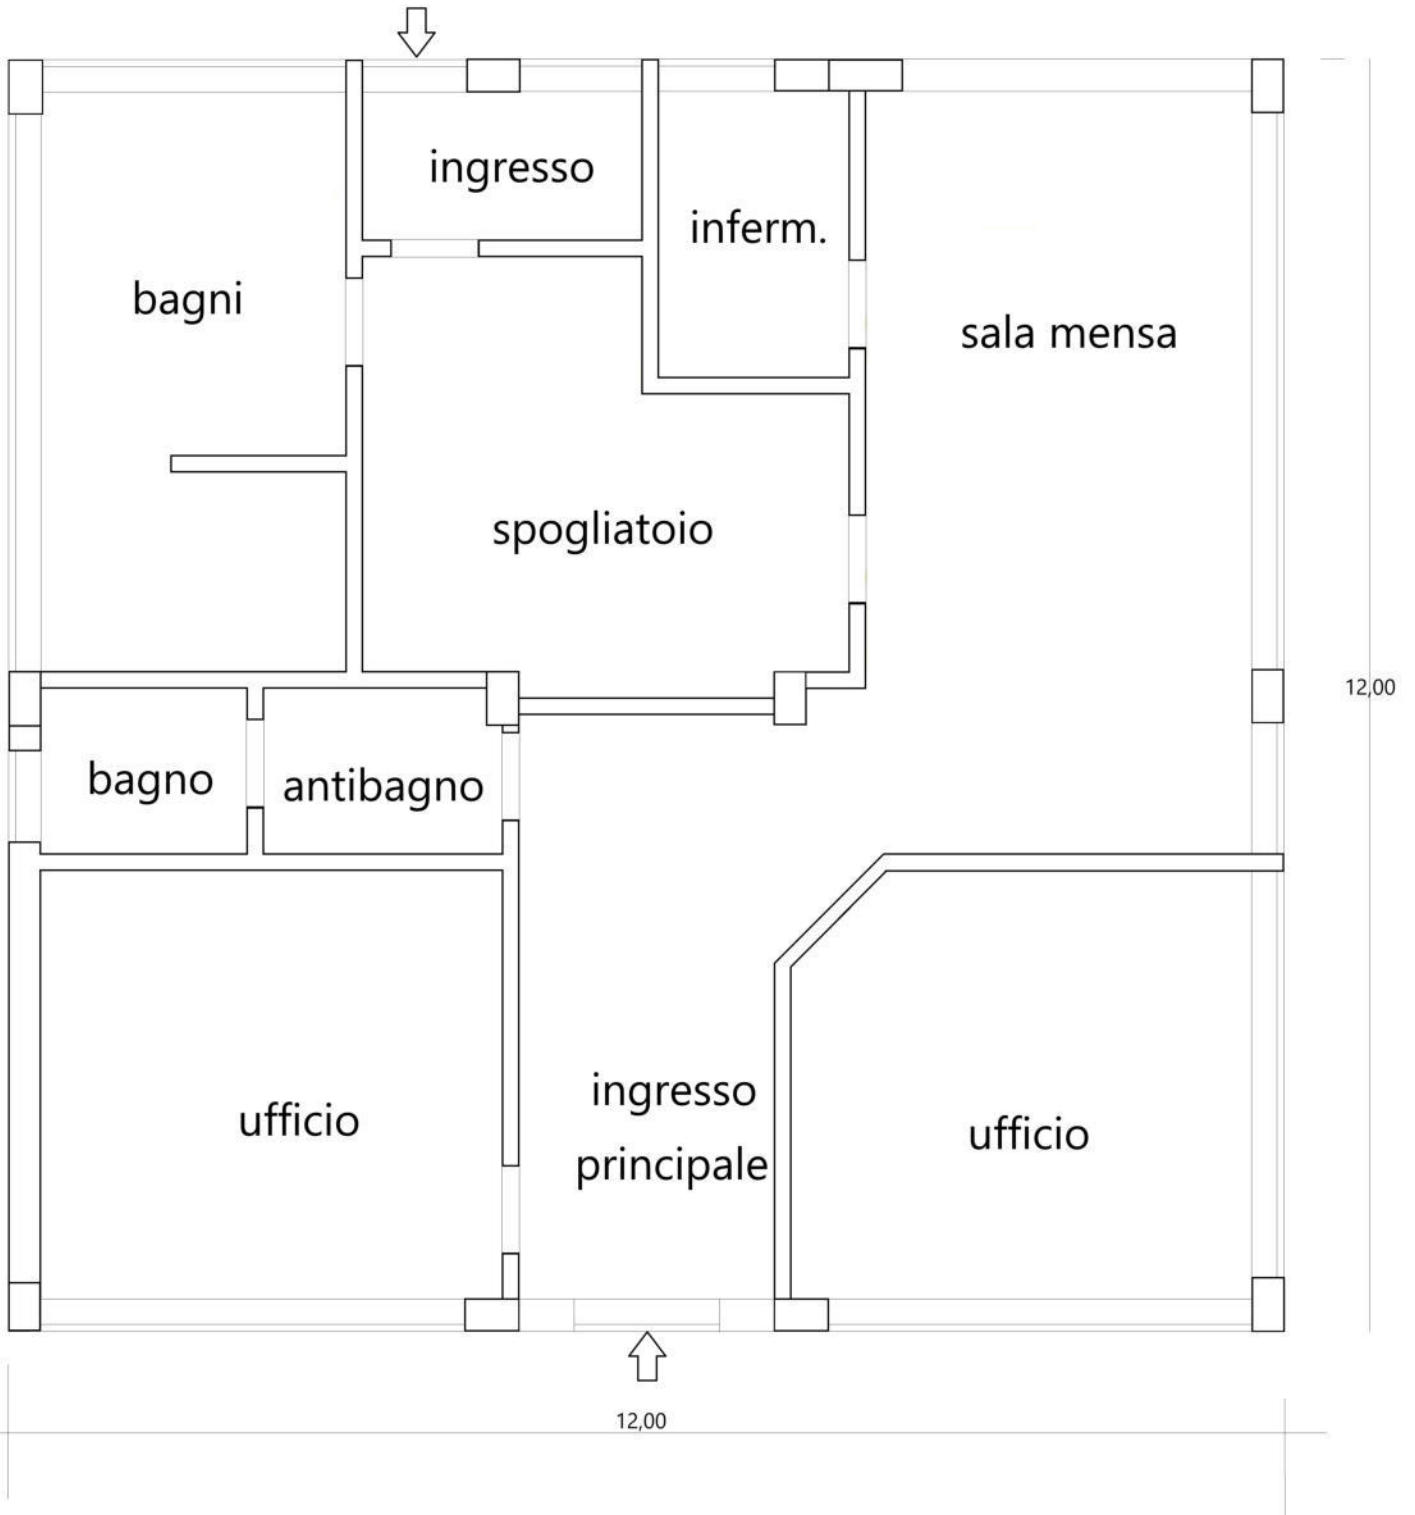 ingresso
inferm.
bagni
sala mensa
spogliatoio
12,00
bagno
antibagno
ingresso
principale
ufficio
ufficio
12,00